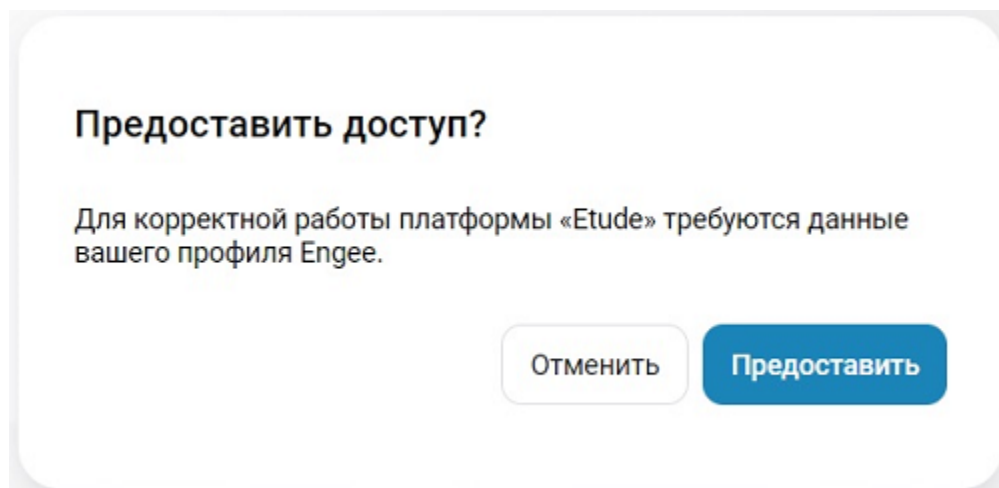 Предоставить доступ?
Для корректной работы платформы «Etude» требуются данные
вашего профиля Engee.
Отменить
Предоставить